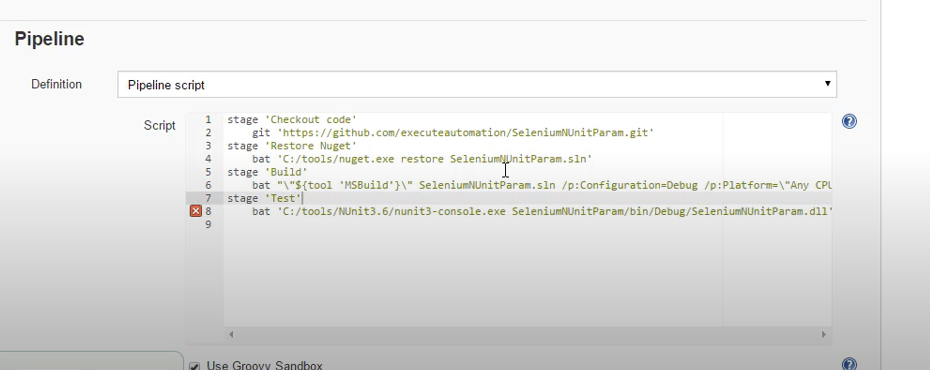 Pipeline
Definition
Pipeline script
Script
1 stage 'Checkout code'
2 git 'https://github.com/executeautomation/SeleniumNUnitParam.git'
3 stage 'Restore Nuget'
4 bat 'C:/tools/nuget.exe restore SeleniumNUnitParam.sln'
5 stage 'Build'
6 bat "\"${tool 'MSBuild'}\" SeleniumNUnitParam.sln /p:Configuration=Debug /p:Platform=\"Any CPU
7 stage 'Test'
8 bat 'C:/tools/NUnit3.6/nunit3-console.exe SeleniumNUnitParam/bin/Debug/SeleniumNUnitParam.dll'
9
Use Groovy Sandbox